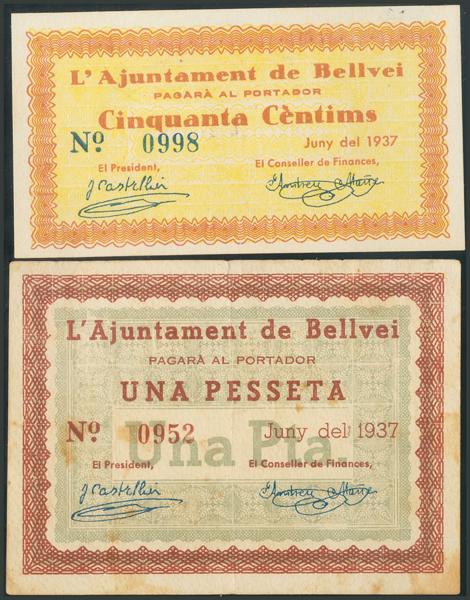 L'Ajuntament de Bellvei
PAGARÀ AL PORTADOR
Cinquanta Cèntims
Nº 0998 Juny del 1937
El President, El Conseller de Finances,
L'Ajuntament de Bellvei
PAGARÀ AL PORTADOR
UNA PESSETA
Nº 0952 Juny del 1937
Una Pta.
El President, El Conseller de Finances,